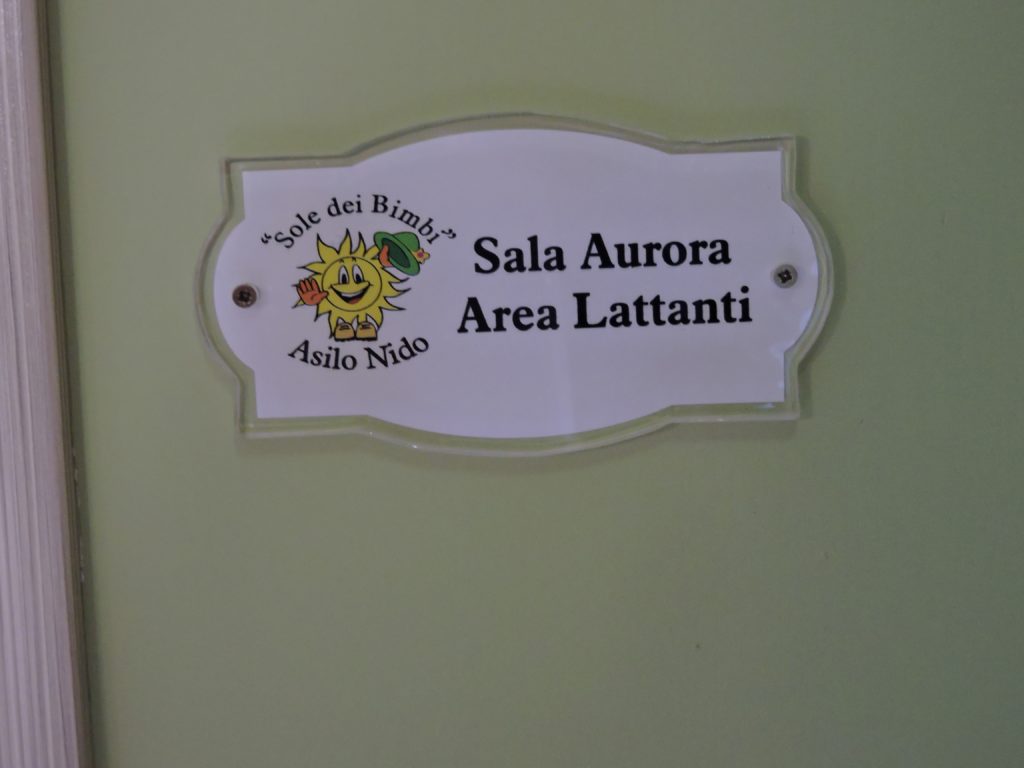 "Sole dei Bimbi"
Asilo Nido
Sala Aurora
Area Lattanti